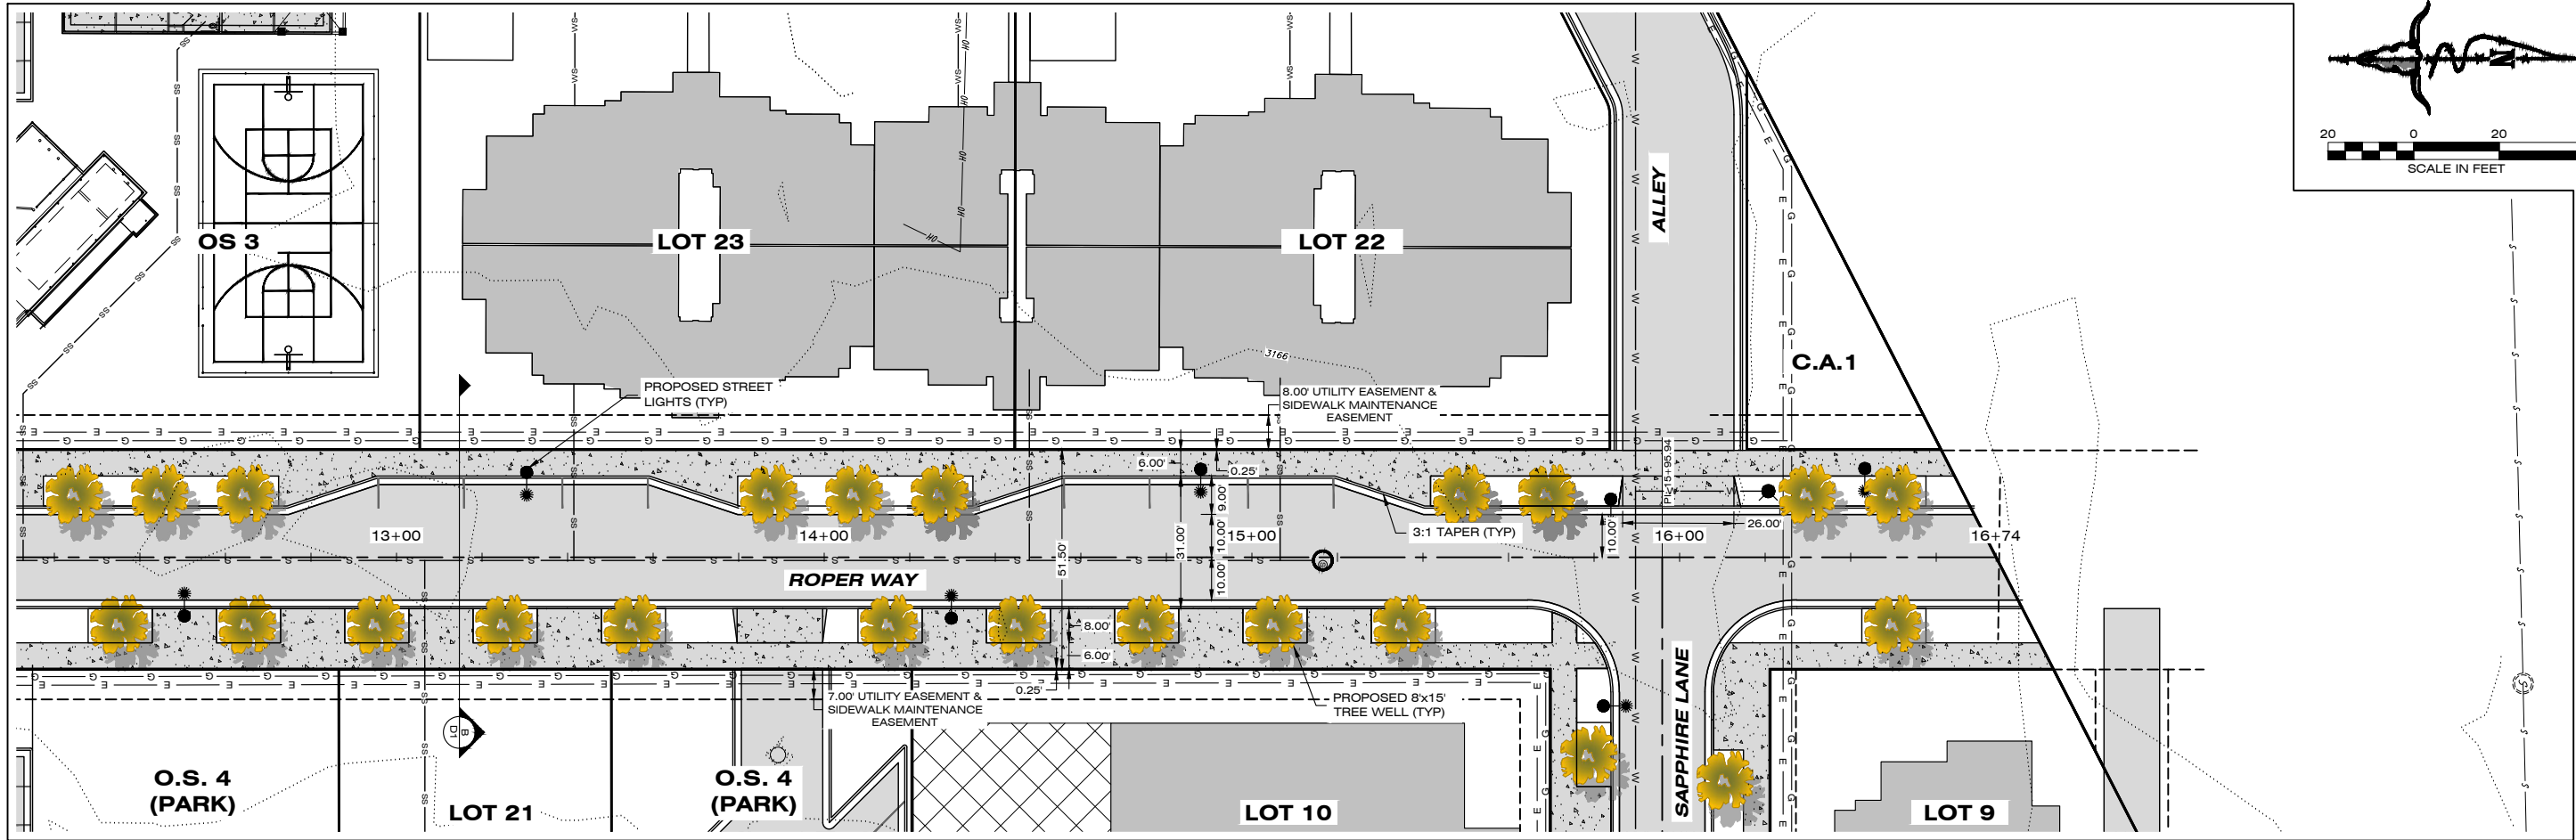 N
20 0 20
SCALE IN FEET
OS 3
LOT 23
LOT 22
ALLEY
C.A.1
3166
PROPOSED STREET
LIGHTS (TYP)
8.00' UTILITY EASEMENT &
SIDEWALK MAINTENANCE
EASEMENT
6.00'
0.25'
9.00'
10.00'
10.00'
31.00'
51.50'
13+00
14+00
15+00
3:1 TAPER (TYP)
10.00'
PI-15+95.94
16+00
26.00'
16+74
ROPER WAY
8.00'
6.00'
0.25'
7.00' UTILITY EASEMENT &
SIDEWALK MAINTENANCE
EASEMENT
PROPOSED 8'x15'
TREE WELL (TYP)
SAPPHIRE LANE
B
D1
O.S. 4
(PARK)
LOT 21
O.S. 4
(PARK)
LOT 10
LOT 9